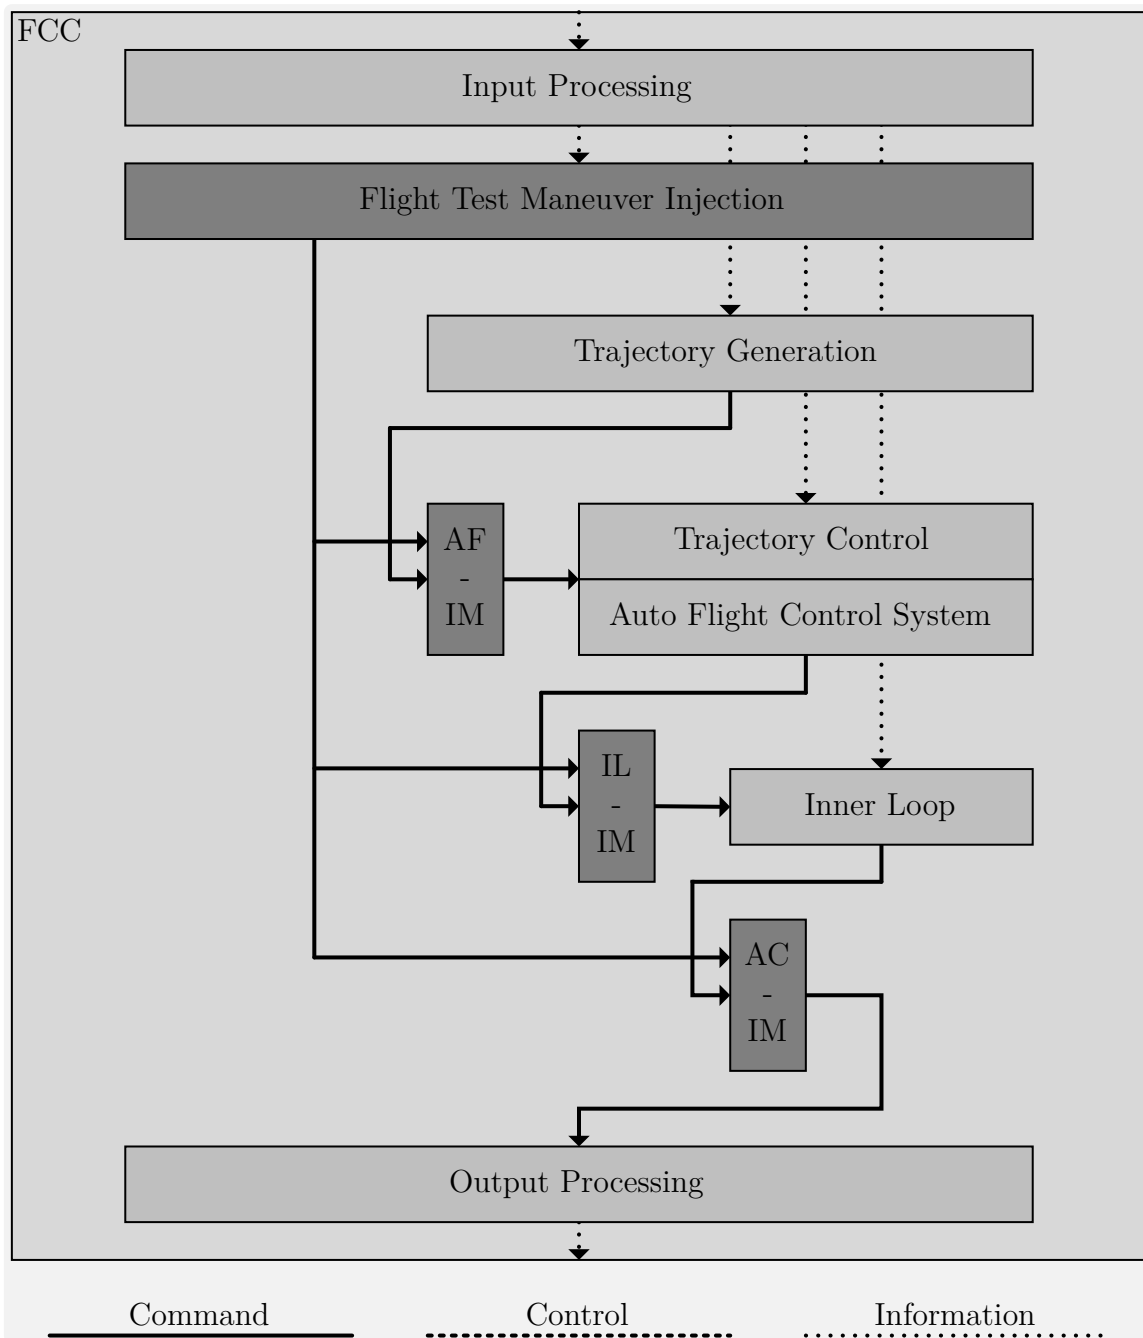 FCC
Input Processing
Flight Test Maneuver Injection
Trajectory Generation
AF
-
IM
Trajectory Control
Auto Flight Control System
IL
-
IM
Inner Loop
AC
-
IM
Output Processing
Command
Control
Information